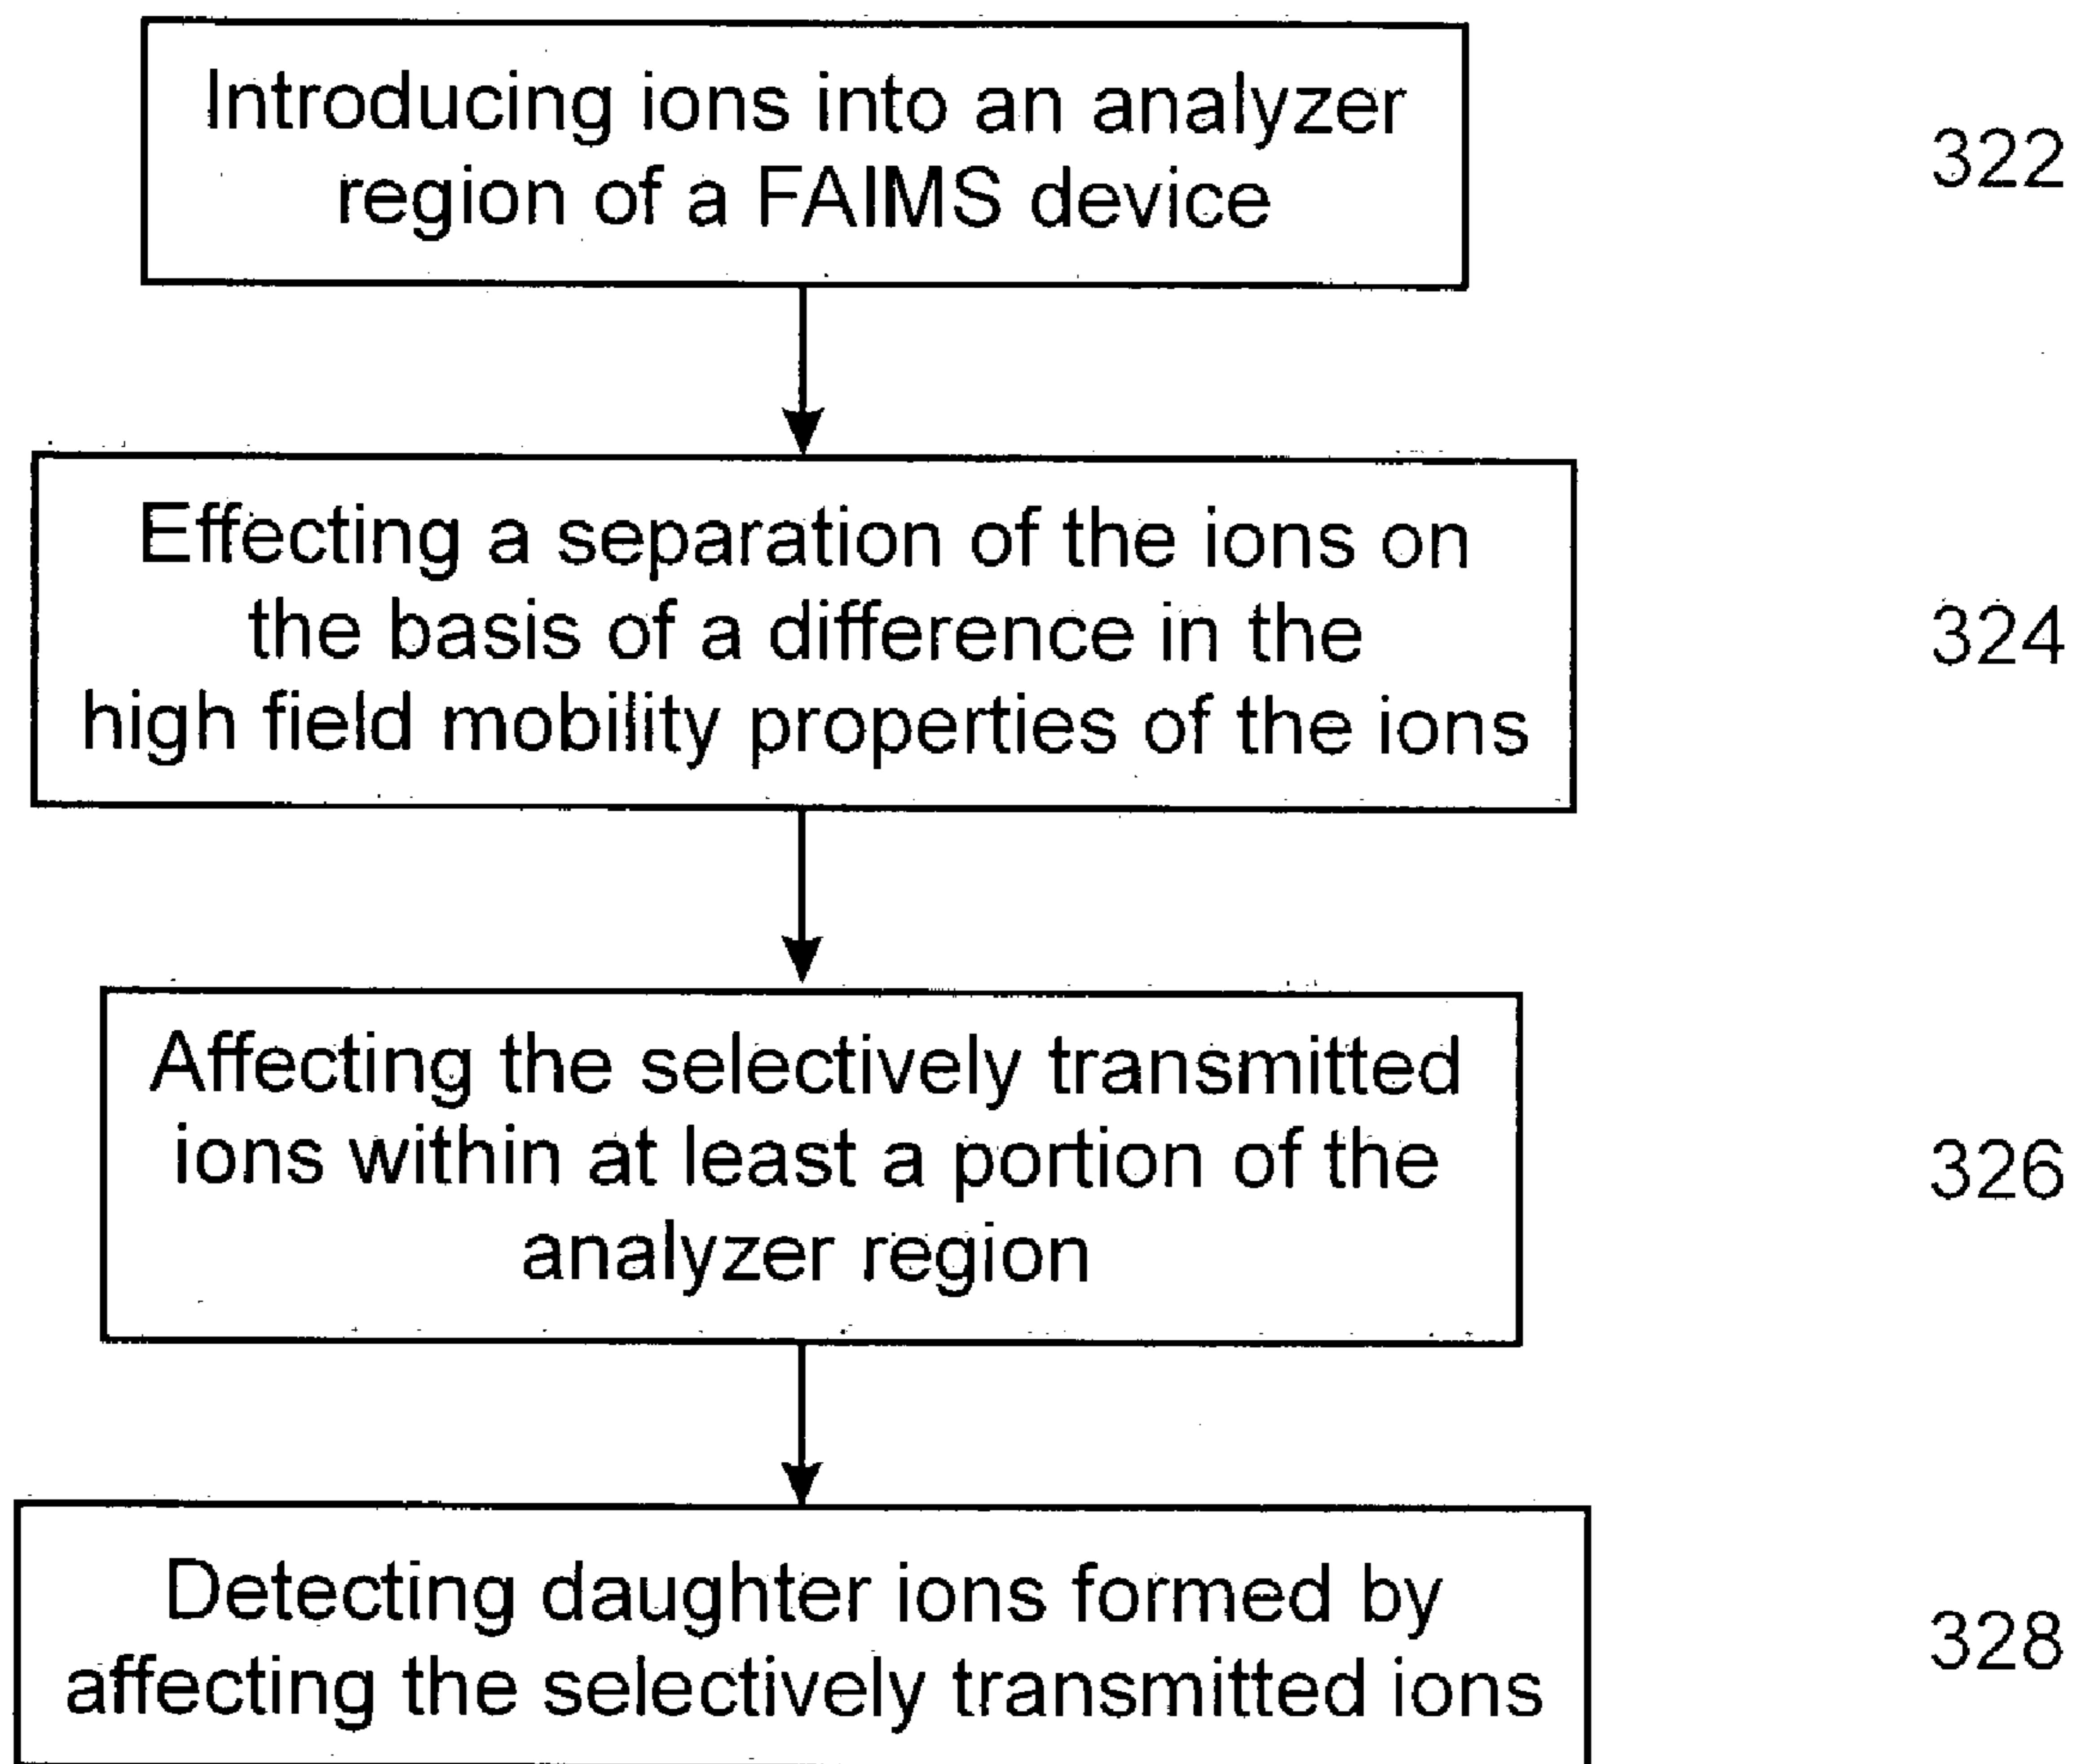 Introducing ions into an analyzer
region of a FAIMS device
322
Effecting a separation of the ions on
the basis of a difference in the
high field mobility properties of the ions
324
Affecting the selectively transmitted
ions within at least a portion of the
analyzer region
326
Detecting daughter ions formed by
affecting the selectively transmitted ions
328